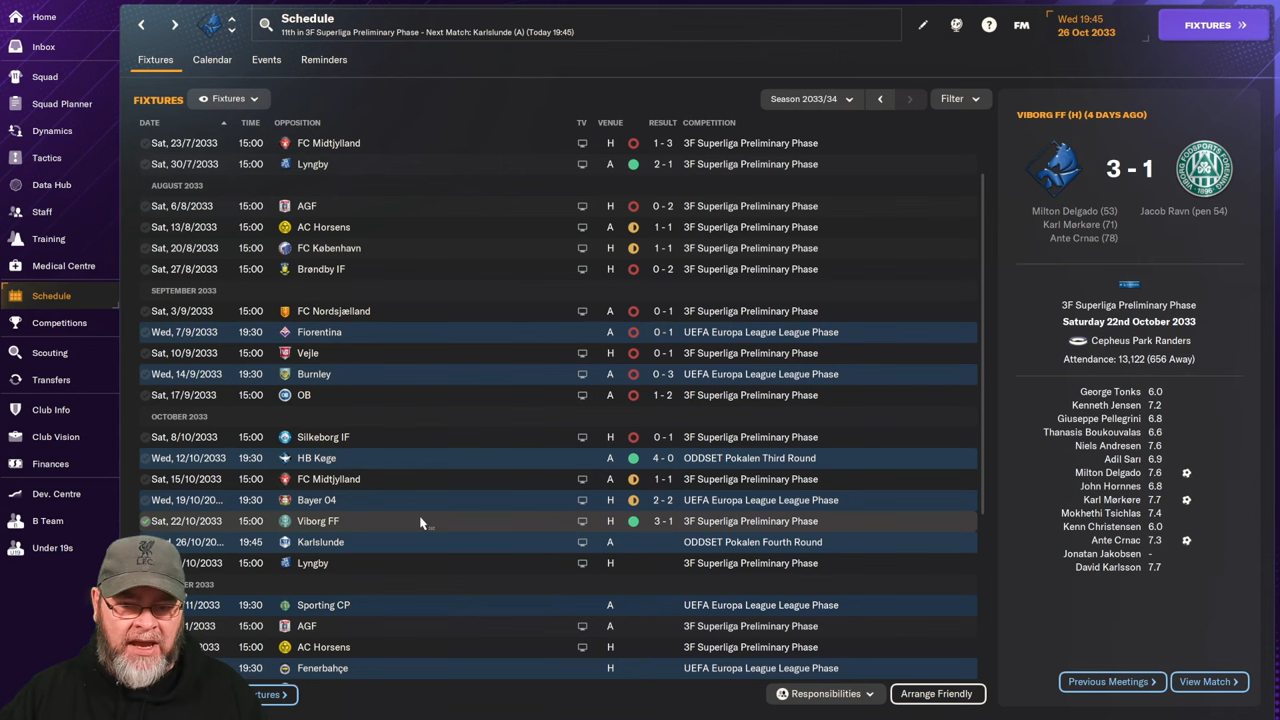 Home
Inbox
Squad
Squad Planner
Dynamics
Tactics
Data Hub
Staff
Training
Medical Centre
Schedule
Competitions
Scouting
Transfers
Club Info
Club Vision
Finances
Dev. Centre
B Team
Under 19s
Schedule
11th in 3F Superliga Preliminary Phase - Next Match: Karlslunde (A) (Today 19:45)
?
FM
Wed 19:45
26 Oct 2033
FIXTURES
Fixtures Calendar Events Reminders
FIXTURES Fixtures Season 2033/34 Filter
DATE TIME OPPOSITION TV VENUE RESULT COMPETITION
Sat, 23/7/2033 15:00 FC Midtjylland H 1 - 3 3F Superliga Preliminary Phase
Sat, 30/7/2033 15:00 Lyngby A 2 - 1 3F Superliga Preliminary Phase
AUGUST 2033
Sat, 6/8/2033 15:00 AGF H 0 - 2 3F Superliga Preliminary Phase
Sat, 13/8/2033 15:00 AC Horsens A 1 - 1 3F Superliga Preliminary Phase
Sat, 20/8/2033 15:00 FC København H 1 - 1 3F Superliga Preliminary Phase
Sat, 27/8/2033 15:00 Brøndby IF H 0 - 2 3F Superliga Preliminary Phase
SEPTEMBER 2033
Sat, 3/9/2033 15:00 FC Nordsjælland A 0 - 1 3F Superliga Preliminary Phase
Wed, 7/9/2033 19:30 Fiorentina A 0 - 1 UEFA Europa League League Phase
Sat, 10/9/2033 15:00 Vejle H 0 - 1 3F Superliga Preliminary Phase
Wed, 14/9/2033 19:30 Burnley A 0 - 3 UEFA Europa League League Phase
Sat, 17/9/2033 15:00 OB A 1 - 2 3F Superliga Preliminary Phase
OCTOBER 2033
Sat, 8/10/2033 15:00 Silkeborg IF H 0 - 1 3F Superliga Preliminary Phase
Wed, 12/10/2033 19:30 HB Køge A 4 - 0 ODDSET Pokalen Third Round
Sat, 15/10/2033 15:00 FC Midtjylland A 1 - 1 3F Superliga Preliminary Phase
Wed, 19/10/20... 19:30 Bayer 04 H 2 - 2 UEFA Europa League League Phase
Sat, 22/10/2033 15:00 Viborg FF H 3 - 1 3F Superliga Preliminary Phase
26/10/20... 19:45 Karlslunde A ODDSET Pokalen Fourth Round
/10/2033 15:00 Lyngby H 3F Superliga Preliminary Phase
2033
/2033 19:30 Sporting CP A UEFA Europa League League Phase
/2033 15:00 AGF A 3F Superliga Preliminary Phase
/2033 15:00 AC Horsens H 3F Superliga Preliminary Phase
19:30 Fenerbahçe H UEFA Europa League League Phase
Responsibilities Arrange Friendly
VIBORG FF (H) (4 DAYS AGO)
3 - 1
VIBORG FODSPORTS FORENING
1896
Milton Delgado (53) Jacob Ravn (pen 54)
Karl Mørkøre (71)
Ante Crnac (78)
3F Superliga Preliminary Phase
Saturday 22nd October 2033
Cepheus Park Randers
Attendance: 13,122 (656 Away)
George Tonks 6.0
Kenneth Jensen 7.2
Giuseppe Pellegrini 6.8
Thanasis Boukouvalas 6.6
Niels Andresen 7.6
Adil Sarı 6.9
Milton Delgado 7.6
John Hornnes 6.8
Karl Mørkøre 7.7
Mokhethi Tsichlas 7.4
Kenn Christensen 6.0
Ante Crnac 7.3
Jonatan Jakobsen -
David Karlsson 7.7
Previous Meetings View Match
L.F.C.